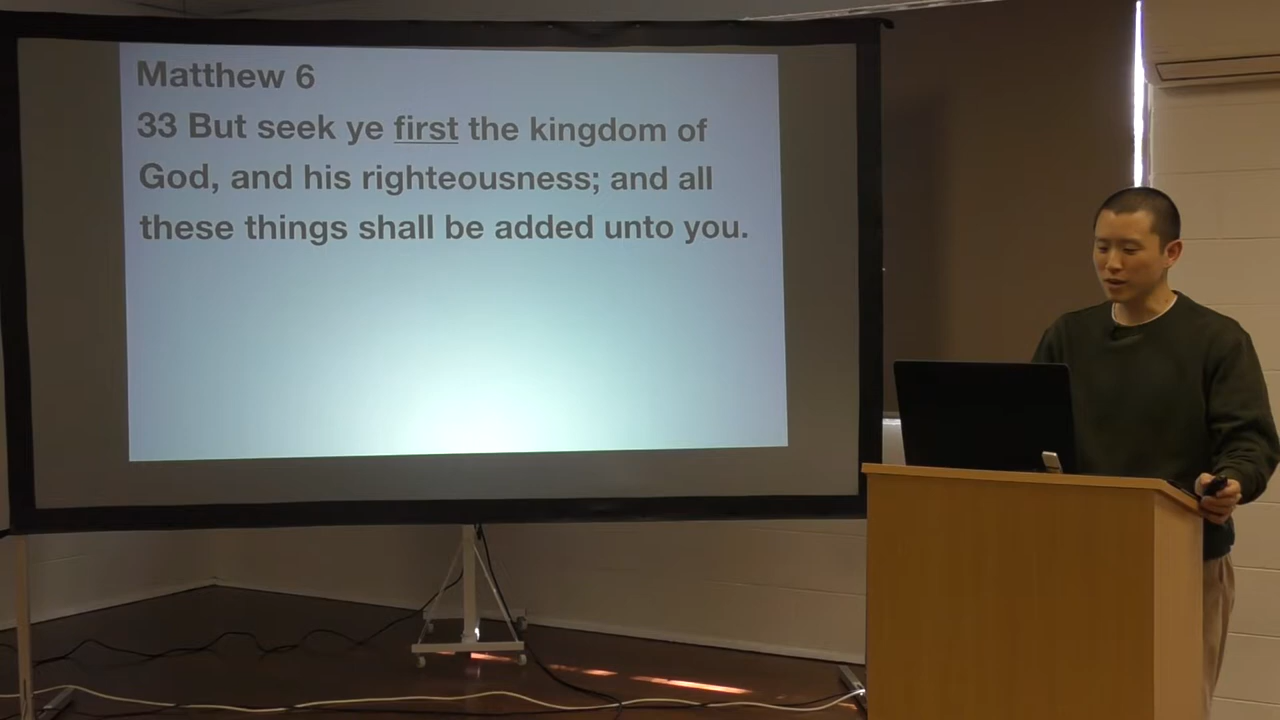 Matthew 6
33 But seek ye first the kingdom of
God, and his righteousness; and all
these things shall be added unto you.